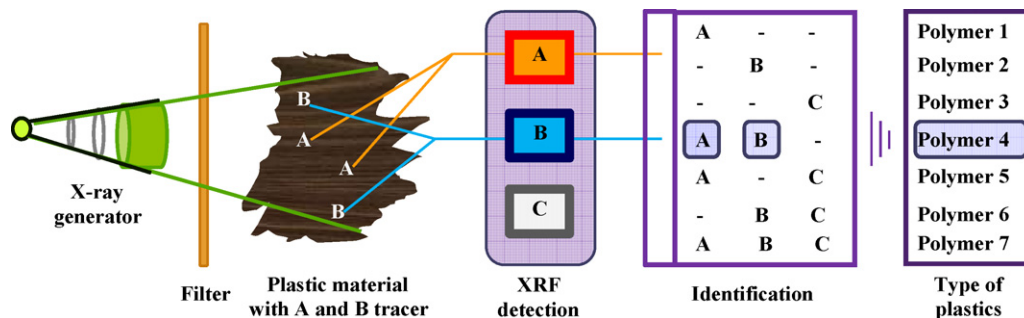 X-ray
generator
Filter
B
A
A
B
Plastic material
with A and B tracer
A
B
C
XRF
detection
A - -
- B -
- - C
A B -
A - C
- B C
A B C
Identification
Polymer 1
Polymer 2
Polymer 3
Polymer 4
Polymer 5
Polymer 6
Polymer 7
Type of
plastics